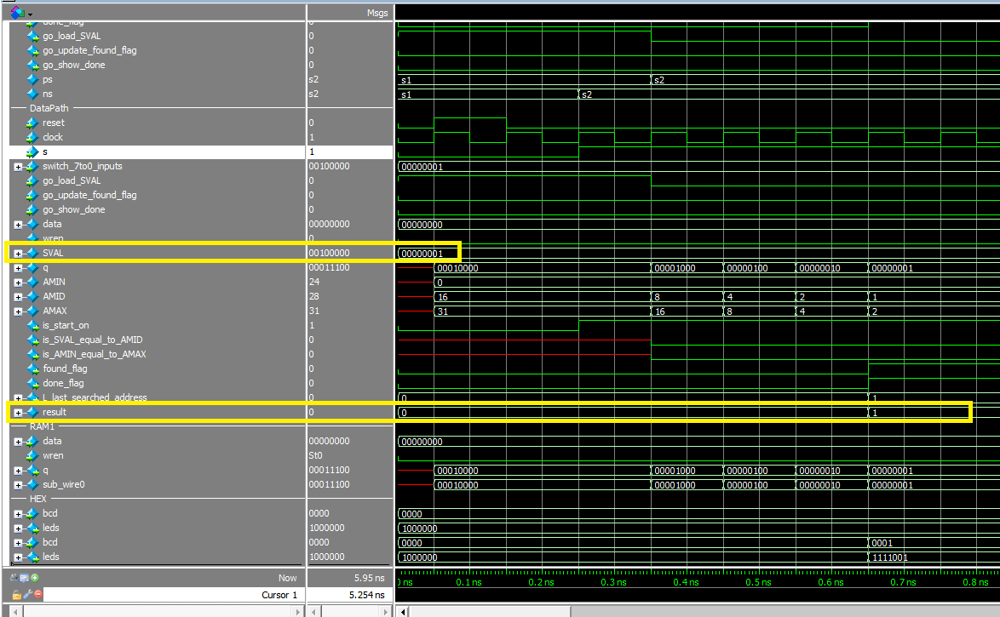 Msgs
done_flag 0
go_load_SVAL 0
go_update_found_flag 0
go_show_done 0
ps s2 s1 s2
ns s2 s1 s2
DataPath
reset 0
clock 1
s 1
switch_7to0_inputs 00100000 00000001
go_load_SVAL 0
go_update_found_flag 0
go_show_done 0
data 00000000 00000000
wren 0
SVAL 00100000 00000001
q 00011100 00010000 00001000 00000100 00000010 00000001
AMIN 24 0
AMID 28 16 8 4 2 1
AMAX 31 31 16 8 4 2
is_start_on 1
is_SVAL_equal_to_AMID 0
is_AMIN_equal_to_AMAX 0
found_flag 0
done_flag 0
L_last_searched_address 0 0 1
result 0 0 1
RAM1
data 00000000 00000000
wren St0
q 00011100 00010000 00001000 00000100 00000010 00000001
sub_wire0 00011100 00010000 00001000 00000100 00000010 00000001
HEX
bcd 0000 0000
leds 1000000 1000000
bcd 0000 0000 0001
leds 1000000 1000000 1111001
Now 5.95 ns ns 0.1 ns 0.2 ns 0.3 ns 0.4 ns 0.5 ns 0.6 ns 0.7 ns 0.8 ns
Cursor 1 5.254 ns